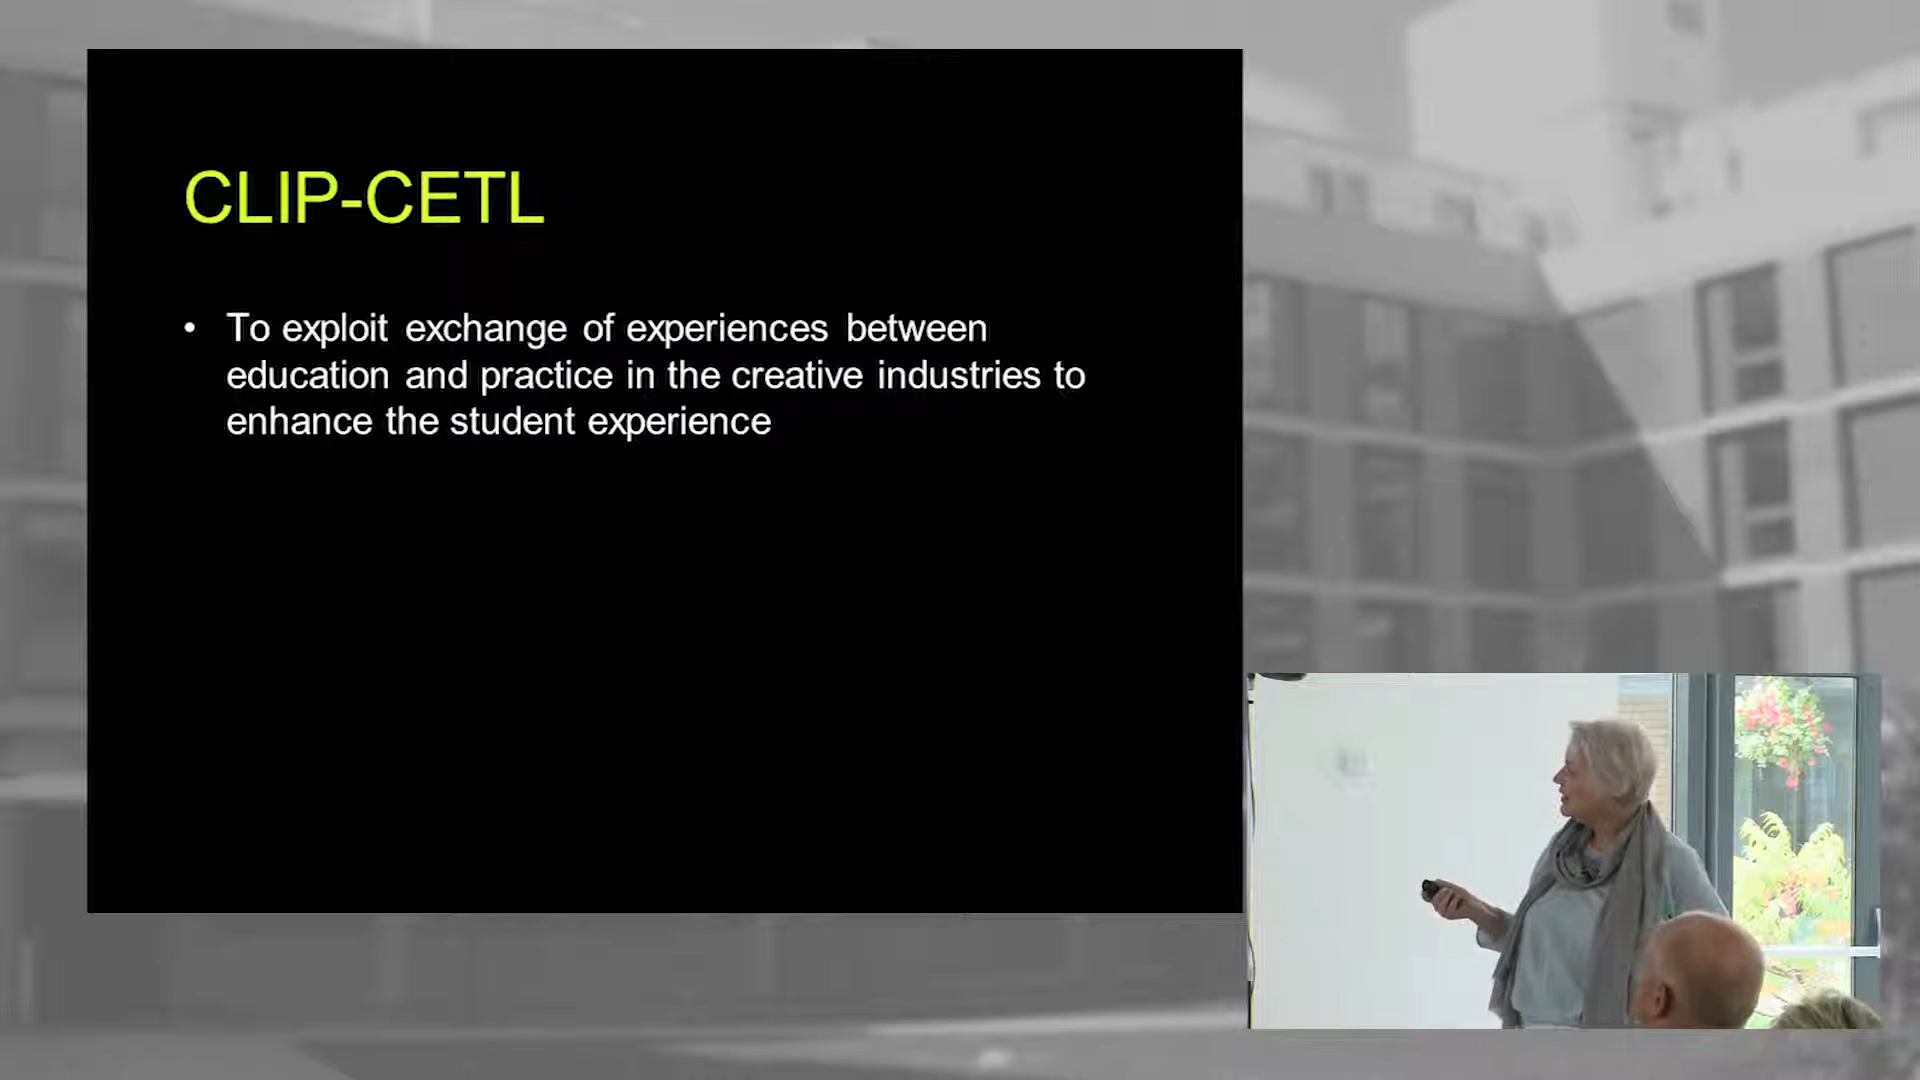 CLIP-CETL
• To exploit exchange of experiences between
education and practice in the creative industries to
enhance the student experience